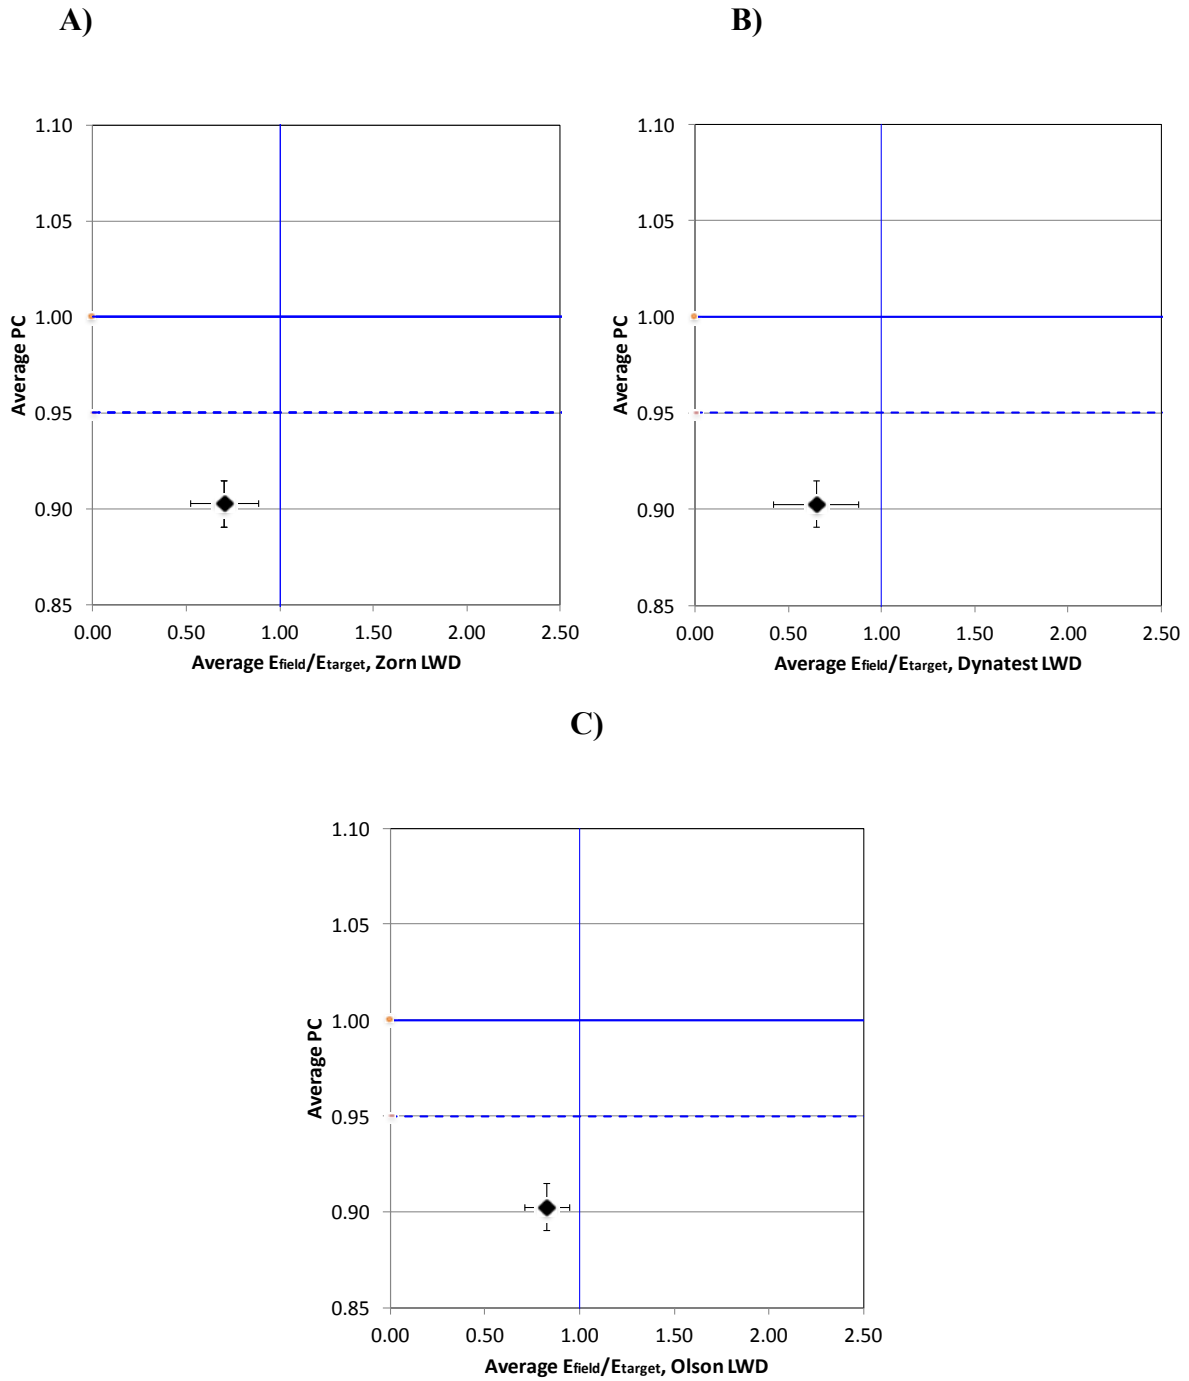 A)
B)
1.10
1.05
1.00
0.95
0.90
0.85
Average PC
0.00 0.50 1.00 1.50 2.00 2.50
Average Efield/Etarget, Zorn LWD
1.10
1.05
1.00
0.95
0.90
0.85
Average PC
0.00 0.50 1.00 1.50 2.00 2.50
Average Efield/Etarget, Dynatest LWD
C)
1.10
1.05
1.00
0.95
0.90
0.85
Average PC
0.00 0.50 1.00 1.50 2.00 2.50
Average Efield/Etarget, Olson LWD